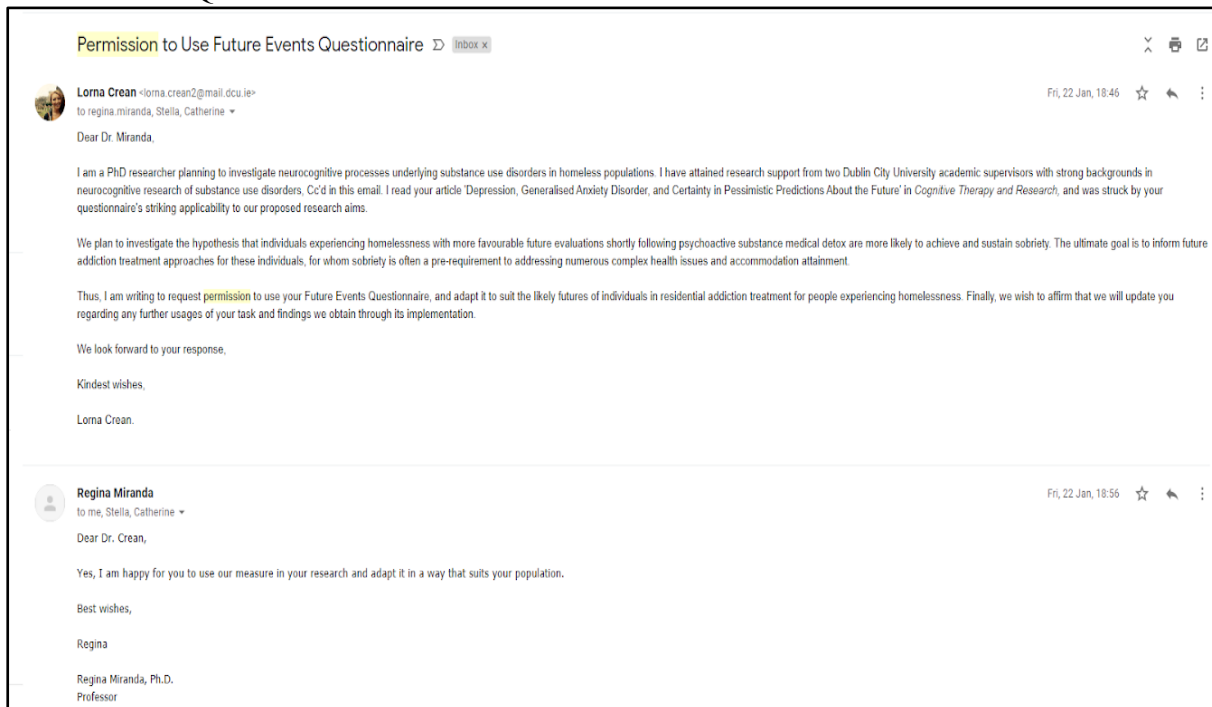 Permission to Use Future Events Questionnaire Inbox x
Lorna Crean <lorna.crean2@mail.dcu.ie> Fri, 22 Jan, 18:46
to regina.miranda, Stella, Catherine
Dear Dr. Miranda,
I am a PhD researcher planning to investigate neurocognitive processes underlying substance use disorders in homeless populations. I have attained research support from two Dublin City University academic supervisors with strong backgrounds in
neurocognitive research of substance use disorders, Cc'd in this email. I read your article 'Depression, Generalised Anxiety Disorder, and Certainty in Pessimistic Predictions About the Future' in Cognitive Therapy and Research, and was struck by your
questionnaire's striking applicability to our proposed research aims.
We plan to investigate the hypothesis that individuals experiencing homelessness with more favourable future evaluations shortly following psychoactive substance medical detox are more likely to achieve and sustain sobriety. The ultimate goal is to inform future
addiction treatment approaches for these individuals, for whom sobriety is often a pre-requirement to addressing numerous complex health issues and accommodation attainment.
Thus, I am writing to request permission to use your Future Events Questionnaire, and adapt it to suit the likely futures of individuals in residential addiction treatment for people experiencing homelessness. Finally, we wish to affirm that we will update you
regarding any further usages of your task and findings we obtain through its implementation.
We look forward to your response,
Kindest wishes,
Lorna Crean.
Regina Miranda Fri, 22 Jan, 18:56
to me, Stella, Catherine
Dear Dr. Crean,
Yes, I am happy for you to use our measure in your research and adapt it in a way that suits your population.
Best wishes,
Regina
Regina Miranda, Ph.D.
Professor